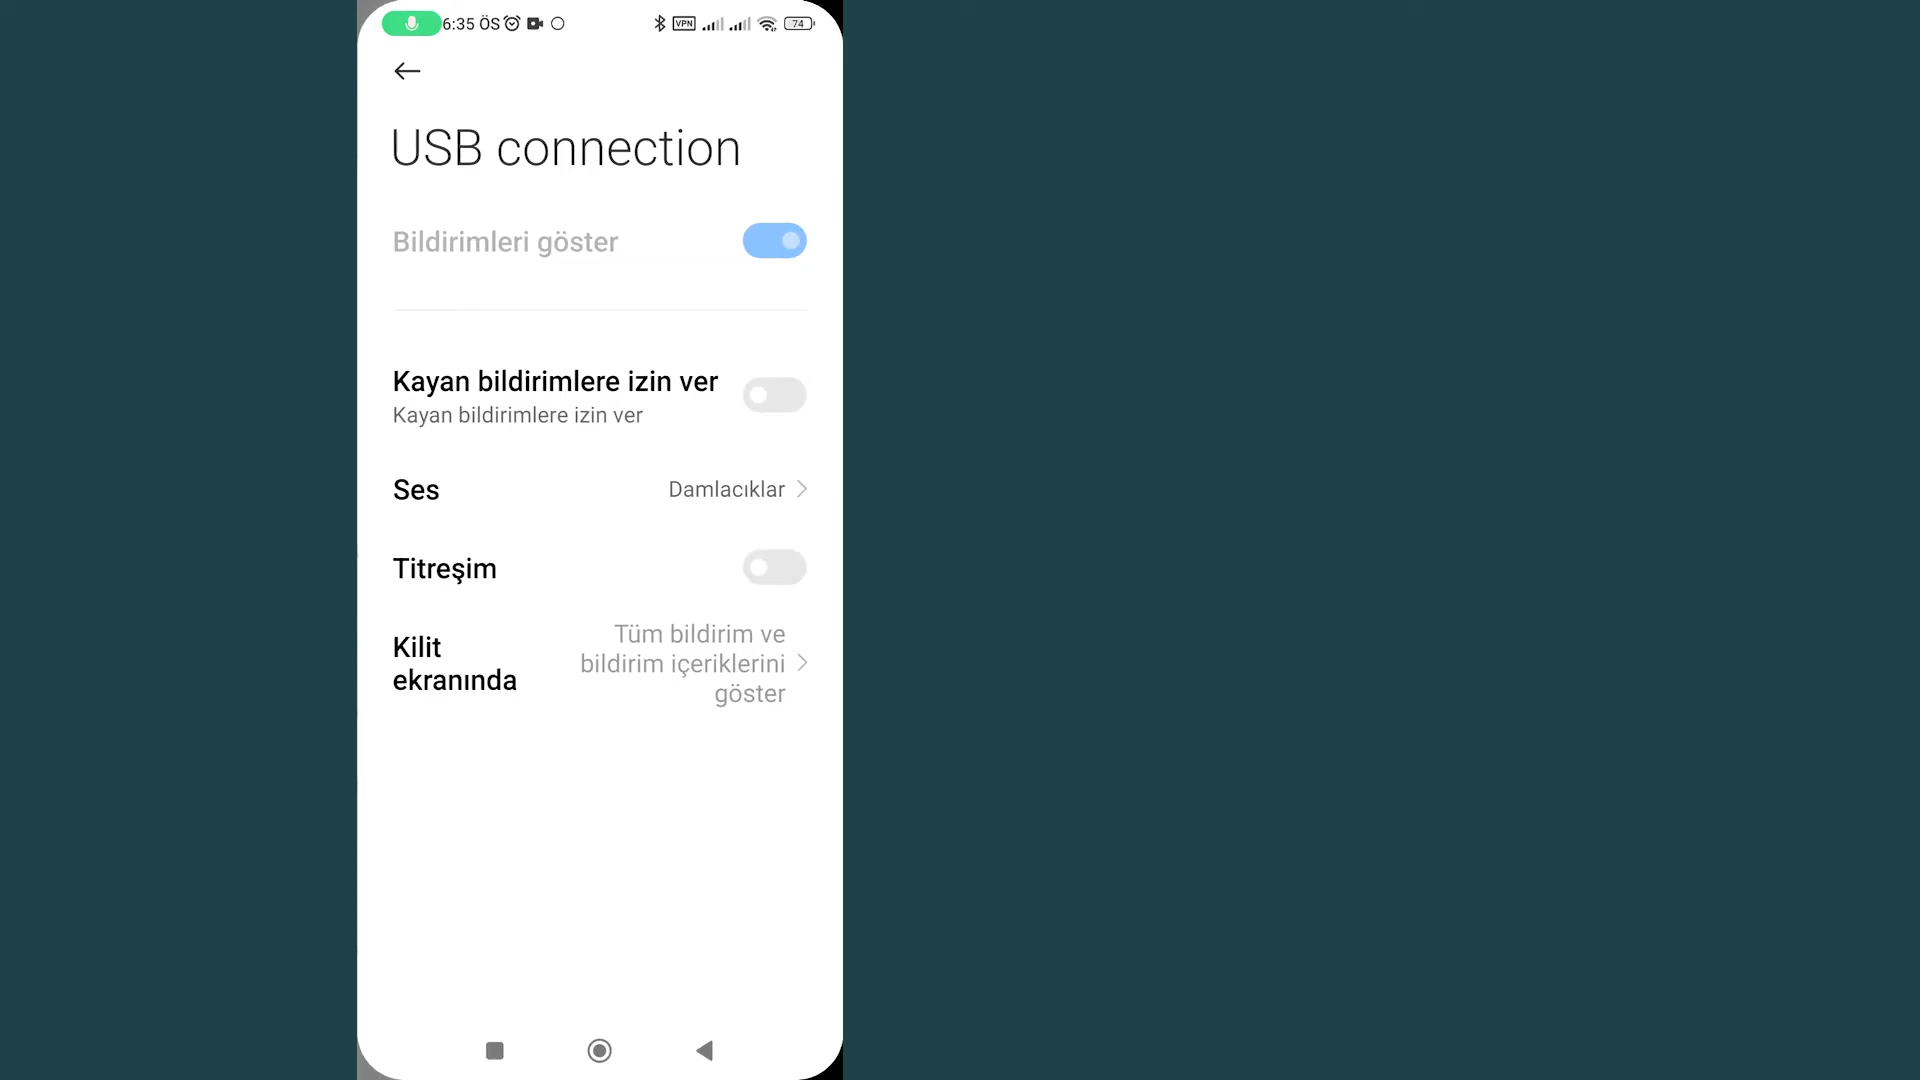 6:35 ÖS VPN 74
USB connection
Bildirimleri göster
Kayan bildirimlere izin ver
Kayan bildirimlere izin ver
Ses Damlacıklar
Titreşim
Kilit ekranında
Tüm bildirim ve
bildirim içeriklerini
göster